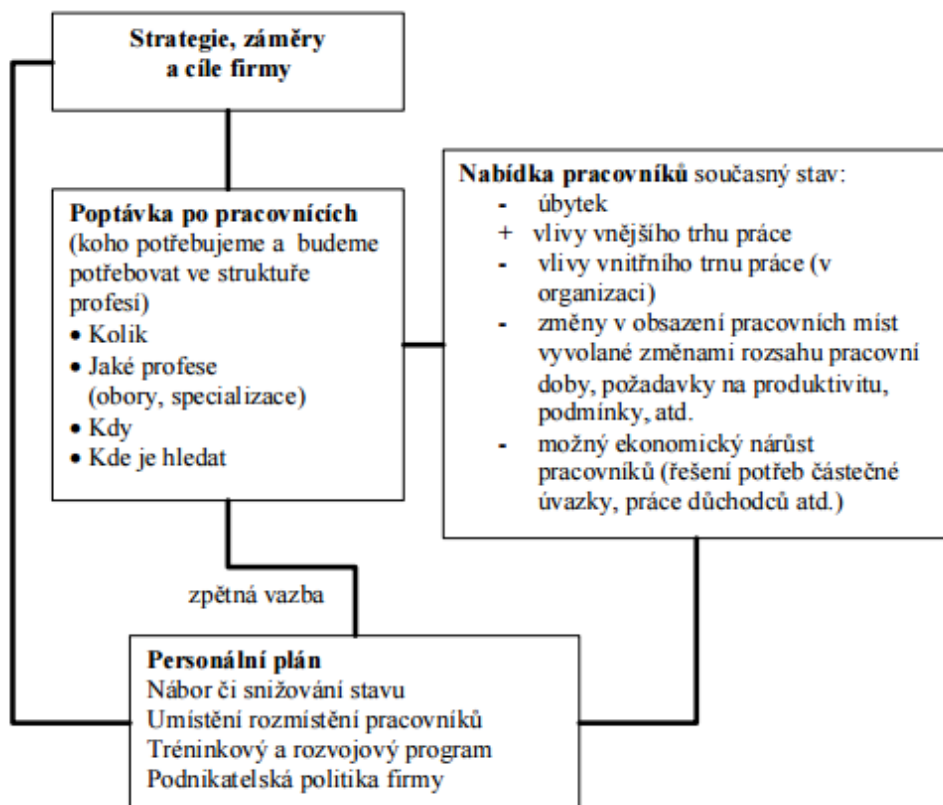 Strategie, záměry
a cíle firmy
Poptávka po pracovnících
(koho potřebujeme a budeme
potřebovat ve struktuře
profesí)
• Kolik
• Jaké profese
(obory, specializace)
• Kdy
• Kde je hledat
Nabídka pracovníků současný stav:
- úbytek
+ vlivy vnějšího trhu práce
- vlivy vnitřního trnu práce (v
organizaci)
- změny v obsazení pracovních míst
vyvolané změnami rozsahu pracovní
doby, požadavky na produktivitu,
podmínky, atd.
- možný ekonomický nárůst
pracovníků (řešení potřeb částečné
úvazky, práce důchodců atd.)
zpětná vazba
Personální plán
Nábor či snižování stavu
Umístění rozmístění pracovníků
Tréninkový a rozvojový program
Podnikatelská politika firmy